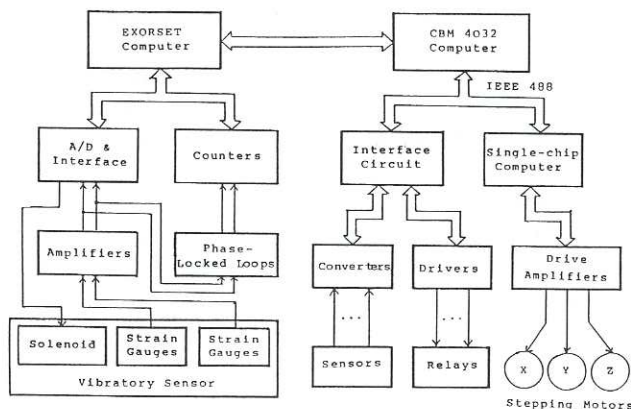 EXORSET
Computer
CBM 4032
Computer
IEEE 488
A/D &
Interface
Counters
Interface
Circuit
Single-chip
Computer
Amplifiers
Phase-
Locked Loops
Converters
Drivers
Drive
Amplifiers
...
...
Solenoid
Strain
Gauges
Strain
Gauges
Vibratory Sensor
Sensors
Relays
X
Y
Z
Stepping Motors